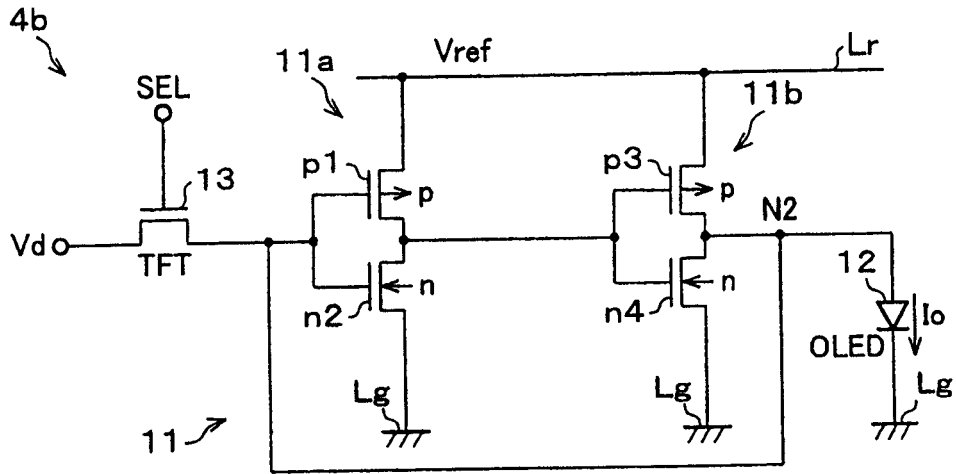 4b
Vref
Lr
11a
SEL
11b
p1
p3
13
p
p
N2
Vd
TFT
12
n
n
n2
n4
Io
OLED
Lg
Lg
Lg
11